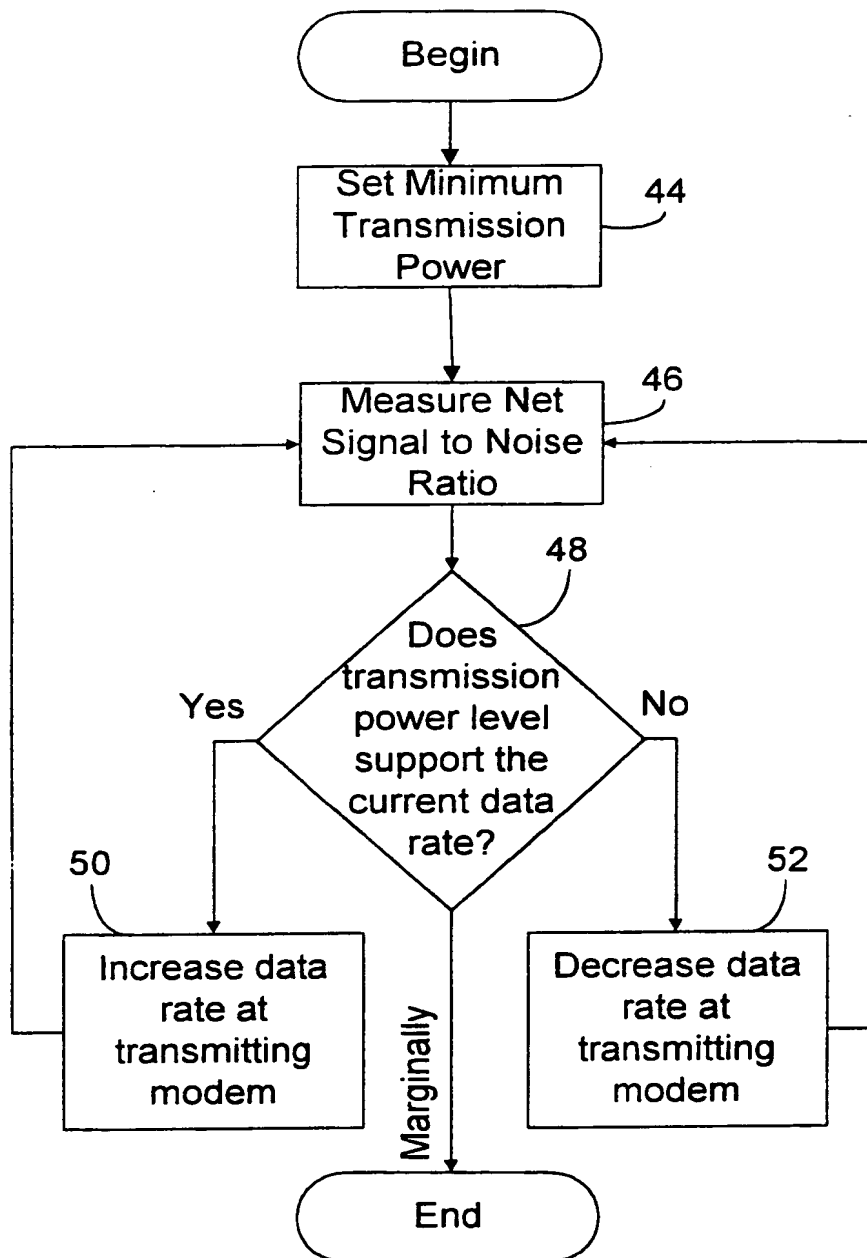 Begin
Set Minimum
Transmission
Power
44
Measure Net
Signal to Noise
Ratio
46
48
Does
transmission
power level
support the
current data
rate?
Yes
No
50
Increase data
rate at
transmitting
modem
52
Decrease data
rate at
transmitting
modem
Marginally
End